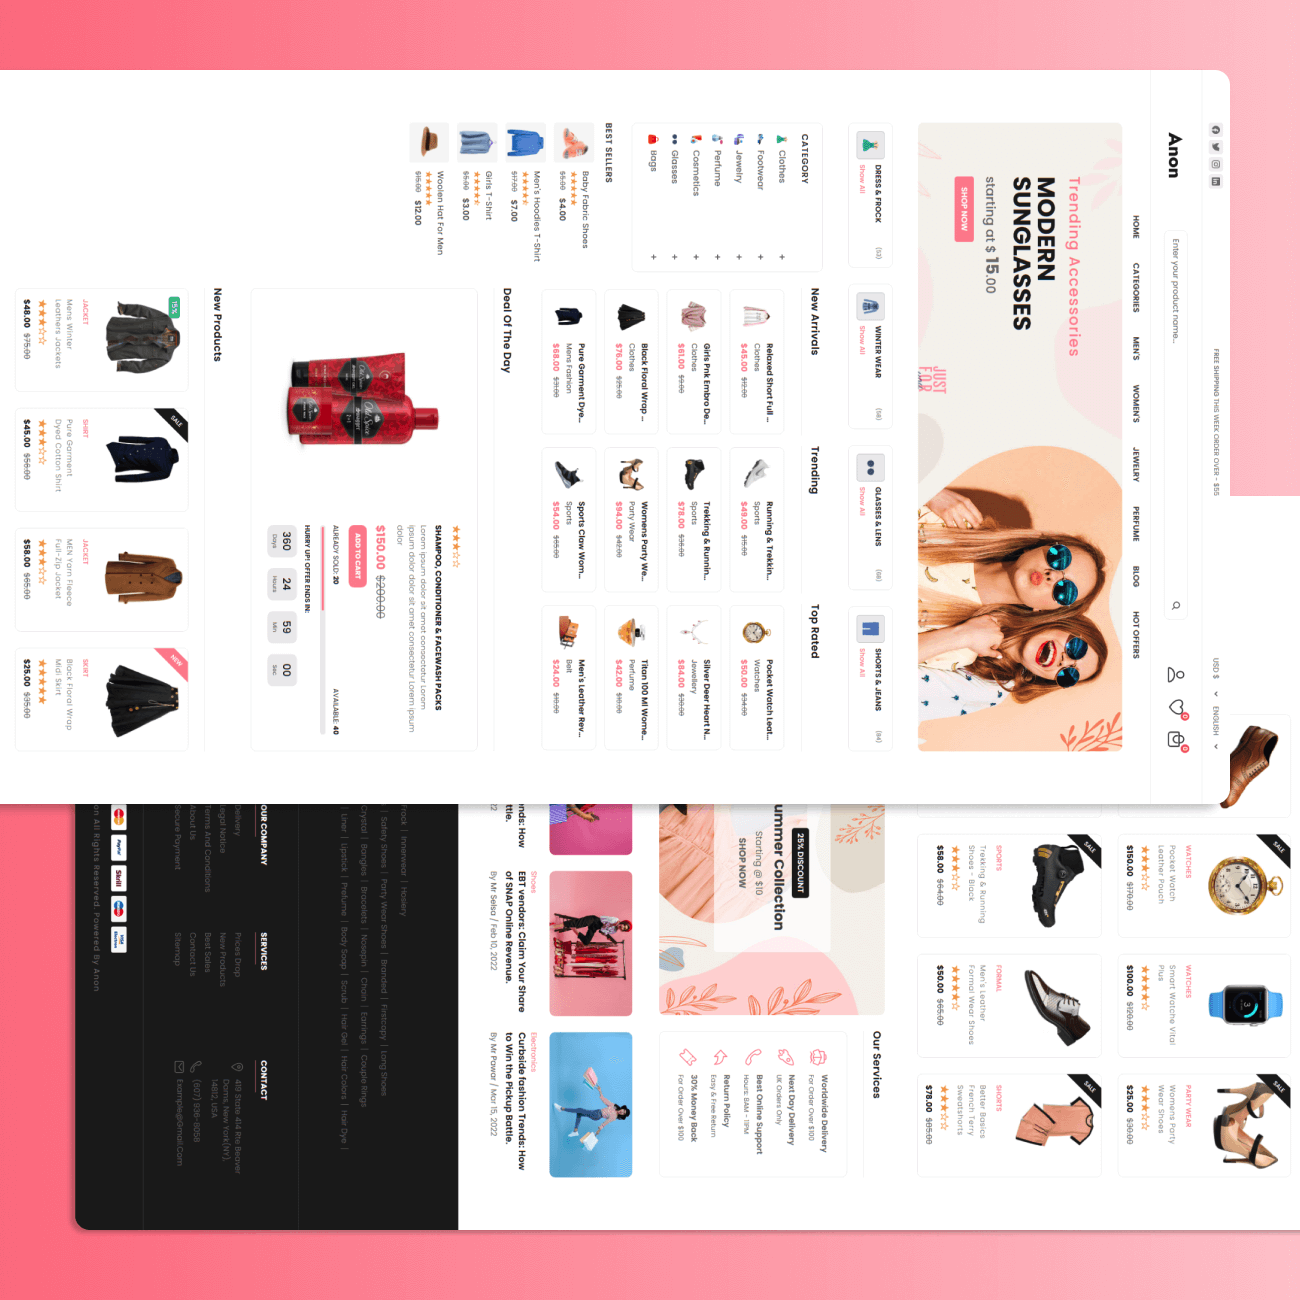 FREE SHIPPING THIS WEEK ORDER OVER - $55
USD $
ENGLISH
Anon
Enter your product name...
0
0
HOME
CATEGORIES
MEN'S
WOMEN'S
JEWELRY
PERFUME
BLOG
HOT OFFERS
Trending Accessories
MODERN
SUNGLASSES
starting at $ 15.00
SHOP NOW
JUST
FOR
DRESS & FROCK
(53)
Show All
WINTER WEAR
(58)
Show All
GLASSES & LENS
(68)
Show All
SHORTS & JEANS
(84)
Show All
CATEGORY
Clothes +
Footwear +
Jewelry +
Perfume +
Cosmetics +
Glasses +
Bags +
BEST SELLERS
Baby Fabric Shoes
$5.00 $4.00
Men's Hoodies T-Shirt
$17.00 $7.00
Girls T-Shirt
$5.00 $3.00
Woolen Hat For Men
$15.00 $12.00
New Arrivals
Relaxed Short Full ...
Clothes
$45.00 $12.00
Girls Pnk Embro De...
Clothes
$61.00 $9.00
Black Floral Wrap ...
Clothes
$76.00 $25.00
Pure Garment Dye...
Mens Fashion
$68.00 $31.00
Trending
Running & Trekkin...
Sports
$49.00 $15.00
Trekking & Runnin...
Sports
$78.00 $36.00
Womens Party We...
Party Wear
$94.00 $42.00
Sports Claw Wom...
Sports
$54.00 $65.00
Top Rated
Pocket Watch Leat...
Watches
$50.00 $34.00
Silver Deer Heart N...
Jewellery
$84.00 $30.00
Titan 100 Ml Wome...
Perfume
$42.00 $10.00
Men's Leather Rev...
Belt
$24.00 $10.00
Deal Of The Day
SHAMPOO, CONDITIONER & FACEWASH PACKS
Lorem ipsum dolor sit amet consectetur Lorem
ipsum dolor dolor sit amet consectetur Lorem ipsum
dolor
$150.00 $200.00
ADD TO CART
ALREADY SOLD: 20
AVAILABLE: 40
HURRY UP! OFFER ENDS IN:
360
Days
24
Hours
59
Min
00
Sec
New Products
15%
JACKET
Mens Winter
Leathers Jackets
$48.00 $75.00
SALE
SHIRT
Pure Garment
Dyed Cotton Shirt
$45.00 $56.00
JACKET
MEN Yarn Fleece
Full-Zip Jacket
$58.00 $65.00
NEW
SKIRT
Black Floral Wrap
Midi Skirt
$25.00 $35.00
SALE
WATCHES
Pocket Watch
Leather Pouch
$150.00 $170.00
WATCHES
Smart Watche Vital
Plus
$100.00 $120.00
SALE
PARTY WEAR
Womens Party
Wear Shoes
$25.00 $30.00
SALE
SPORTS
Trekking & Running
Shoes - Black
$58.00 $64.00
FORMAL
Men's Leather
Formal Wear Shoes
$50.00 $65.00
SALE
SHORTS
Better Basics
French Terry
Sweatshorts
$78.00 $85.00
25% DISCOUNT
ummer Collection
Starting @ $10
SHOP NOW
Our Services
Worldwide Delivery
For Order Over $100
Next Day Delivery
UK Orders Only
Best Online Support
Hours: 8AM - 11PM
Return Policy
Easy & Free Return
30% Money Back
For Order Over $100
nds: How
ttle.
Shoes
EBT vendors: Claim Your Share
of SNAP Online Revenue.
By Mr Selsa / Feb 10, 2022
Electronics
Curbside fashion Trends: How
to Win the Pickup Battle.
By Mr Pawar / Mar 15, 2022
Frock | Innerwear | Hosiery
| Safety Shoes | Party Wear Shoes | Branded | Firstcopy | Long Shoes
Crystal | Bangles | Bracelets | Nosepin | Chain | Earrings | Couple Rings
| Liner | Lipstick | Prefume | Body Soap | Scrub | Hair Gel | Hair Colors | Hair Dye |
OUR COMPANY
Delivery
Legal Notice
Terms And Conditions
About Us
Secure Payment
SERVICES
Prices Drop
New Products
Best Sales
Contact Us
Sitemap
CONTACT
419 State 414 Rte Beaver
Dams, New York(NY),
14812, USA
(607) 936-8058
Example@Gmail.Com
PayPal
Skrill
VISA
Electron
on All Rights Reserved. Powered By Anon